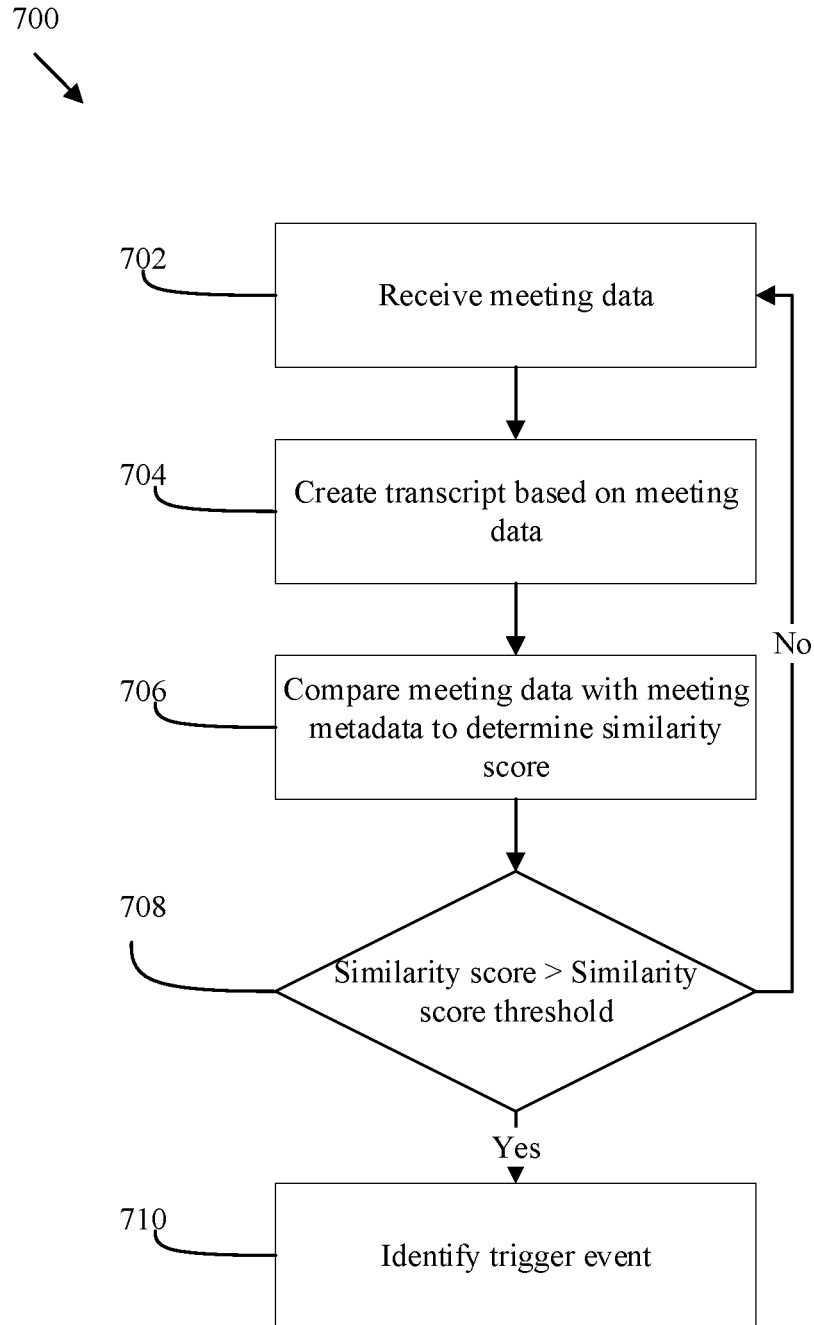 700
702
Receive meeting data
704
Create transcript based on meeting
data
706
Compare meeting data with meeting
metadata to determine similarity
score
No
708
Similarity score > Similarity
score threshold
Yes
710
Identify trigger event